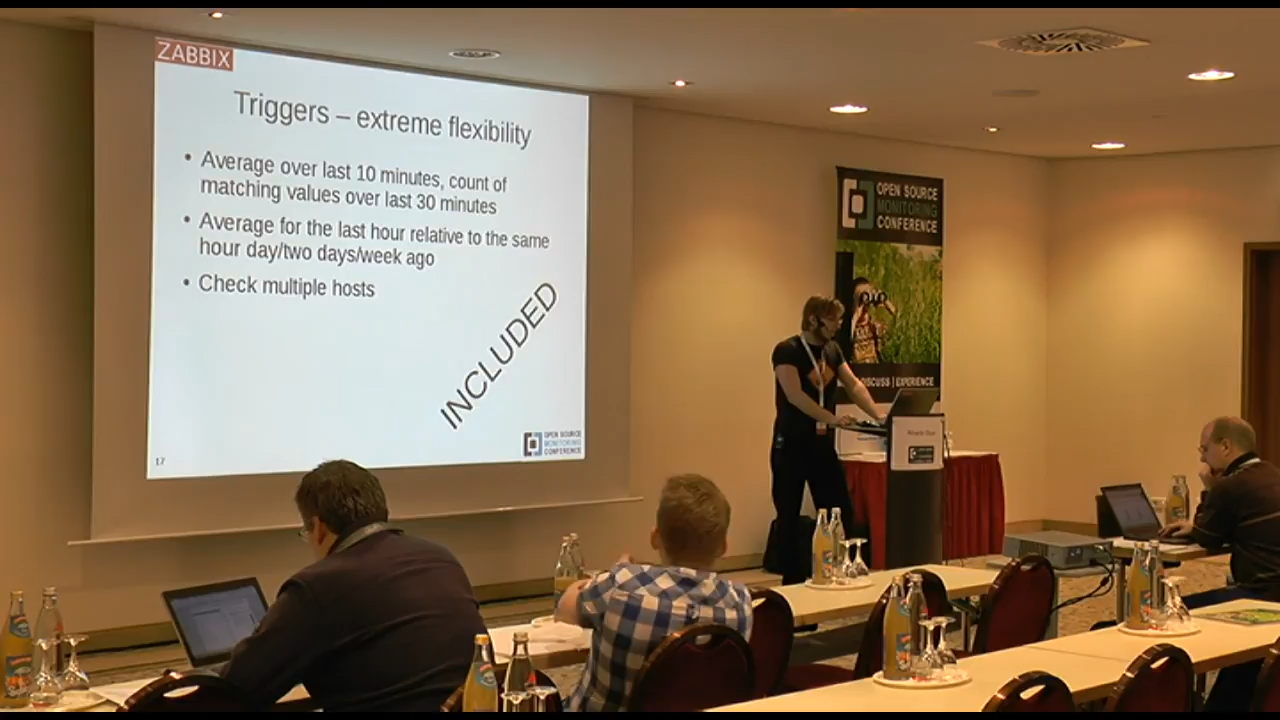 ZABBIX
Triggers – extreme flexibility
• Average over last 10 minutes, count of
matching values over last 30 minutes
• Average for the last hour relative to the same
hour day/two days/week ago
• Check multiple hosts
INCLUDED
OPEN SOURCE
MONITORING
CONFERENCE
17
OPEN SOURCE
MONITORING
CONFERENCE
DISCUSS | EXPERIENCE